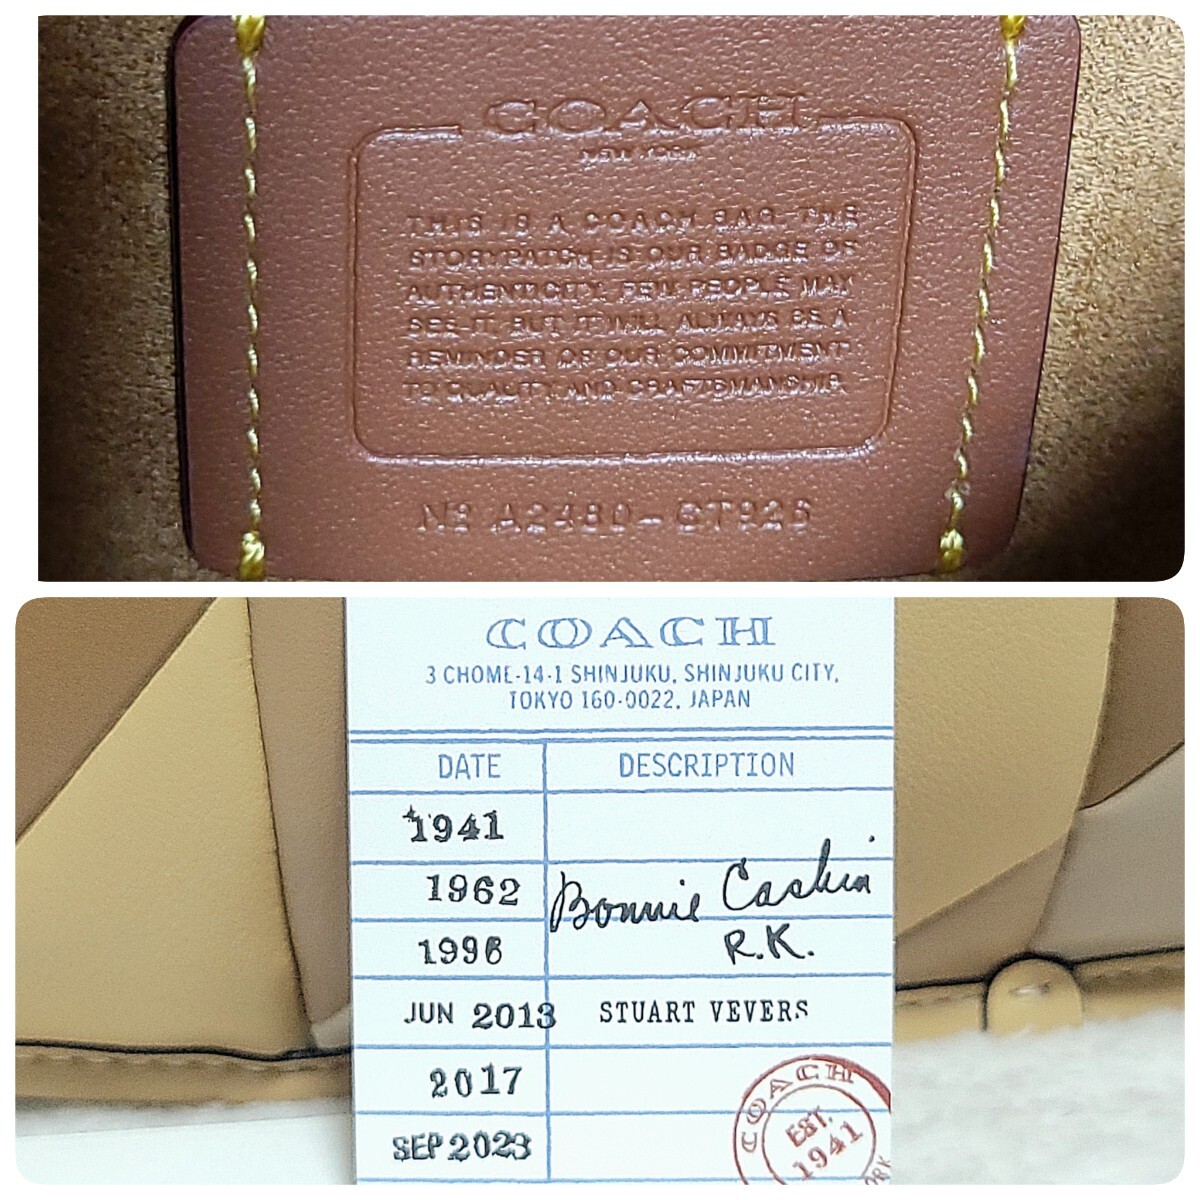 COACH
NEW YORK
THIS IS A COACH BAG. THE
STORYPATCH IS OUR BADGE OF
AUTHENTICITY. FEW PEOPLE MAY
SEE IT, BUT IT WILL ALWAYS BE A
REMINDER OF OUR COMMITMENT
TO QUALITY AND CRAFTSMANSHIP.
COACH
3 CHOME-14-1 SHINJUKU, SHINJUKU CITY,
TOKYO 160-0022, JAPAN
DATE DESCRIPTION
1941
1962 Bonnie Cashin
1996 R.K.
JUN 2013 STUART VEVERS
2017
SEP 2023
COACH
EST.
1941